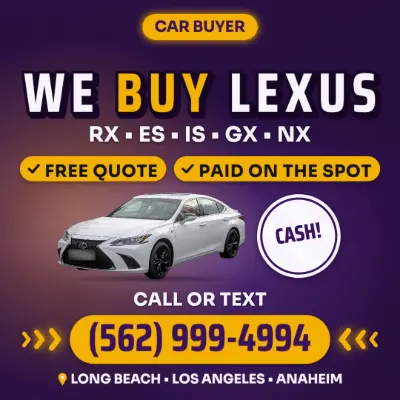 CAR BUYER
WE BUY LEXUS
RX ▪ ES ▪ IS ▪ GX ▪ NX
✓ FREE QUOTE ✓ PAID ON THE SPOT
CASH!
CALL OR TEXT
(562) 999-4994
LONG BEACH ▪ LOS ANGELES ▪ ANAHEIM